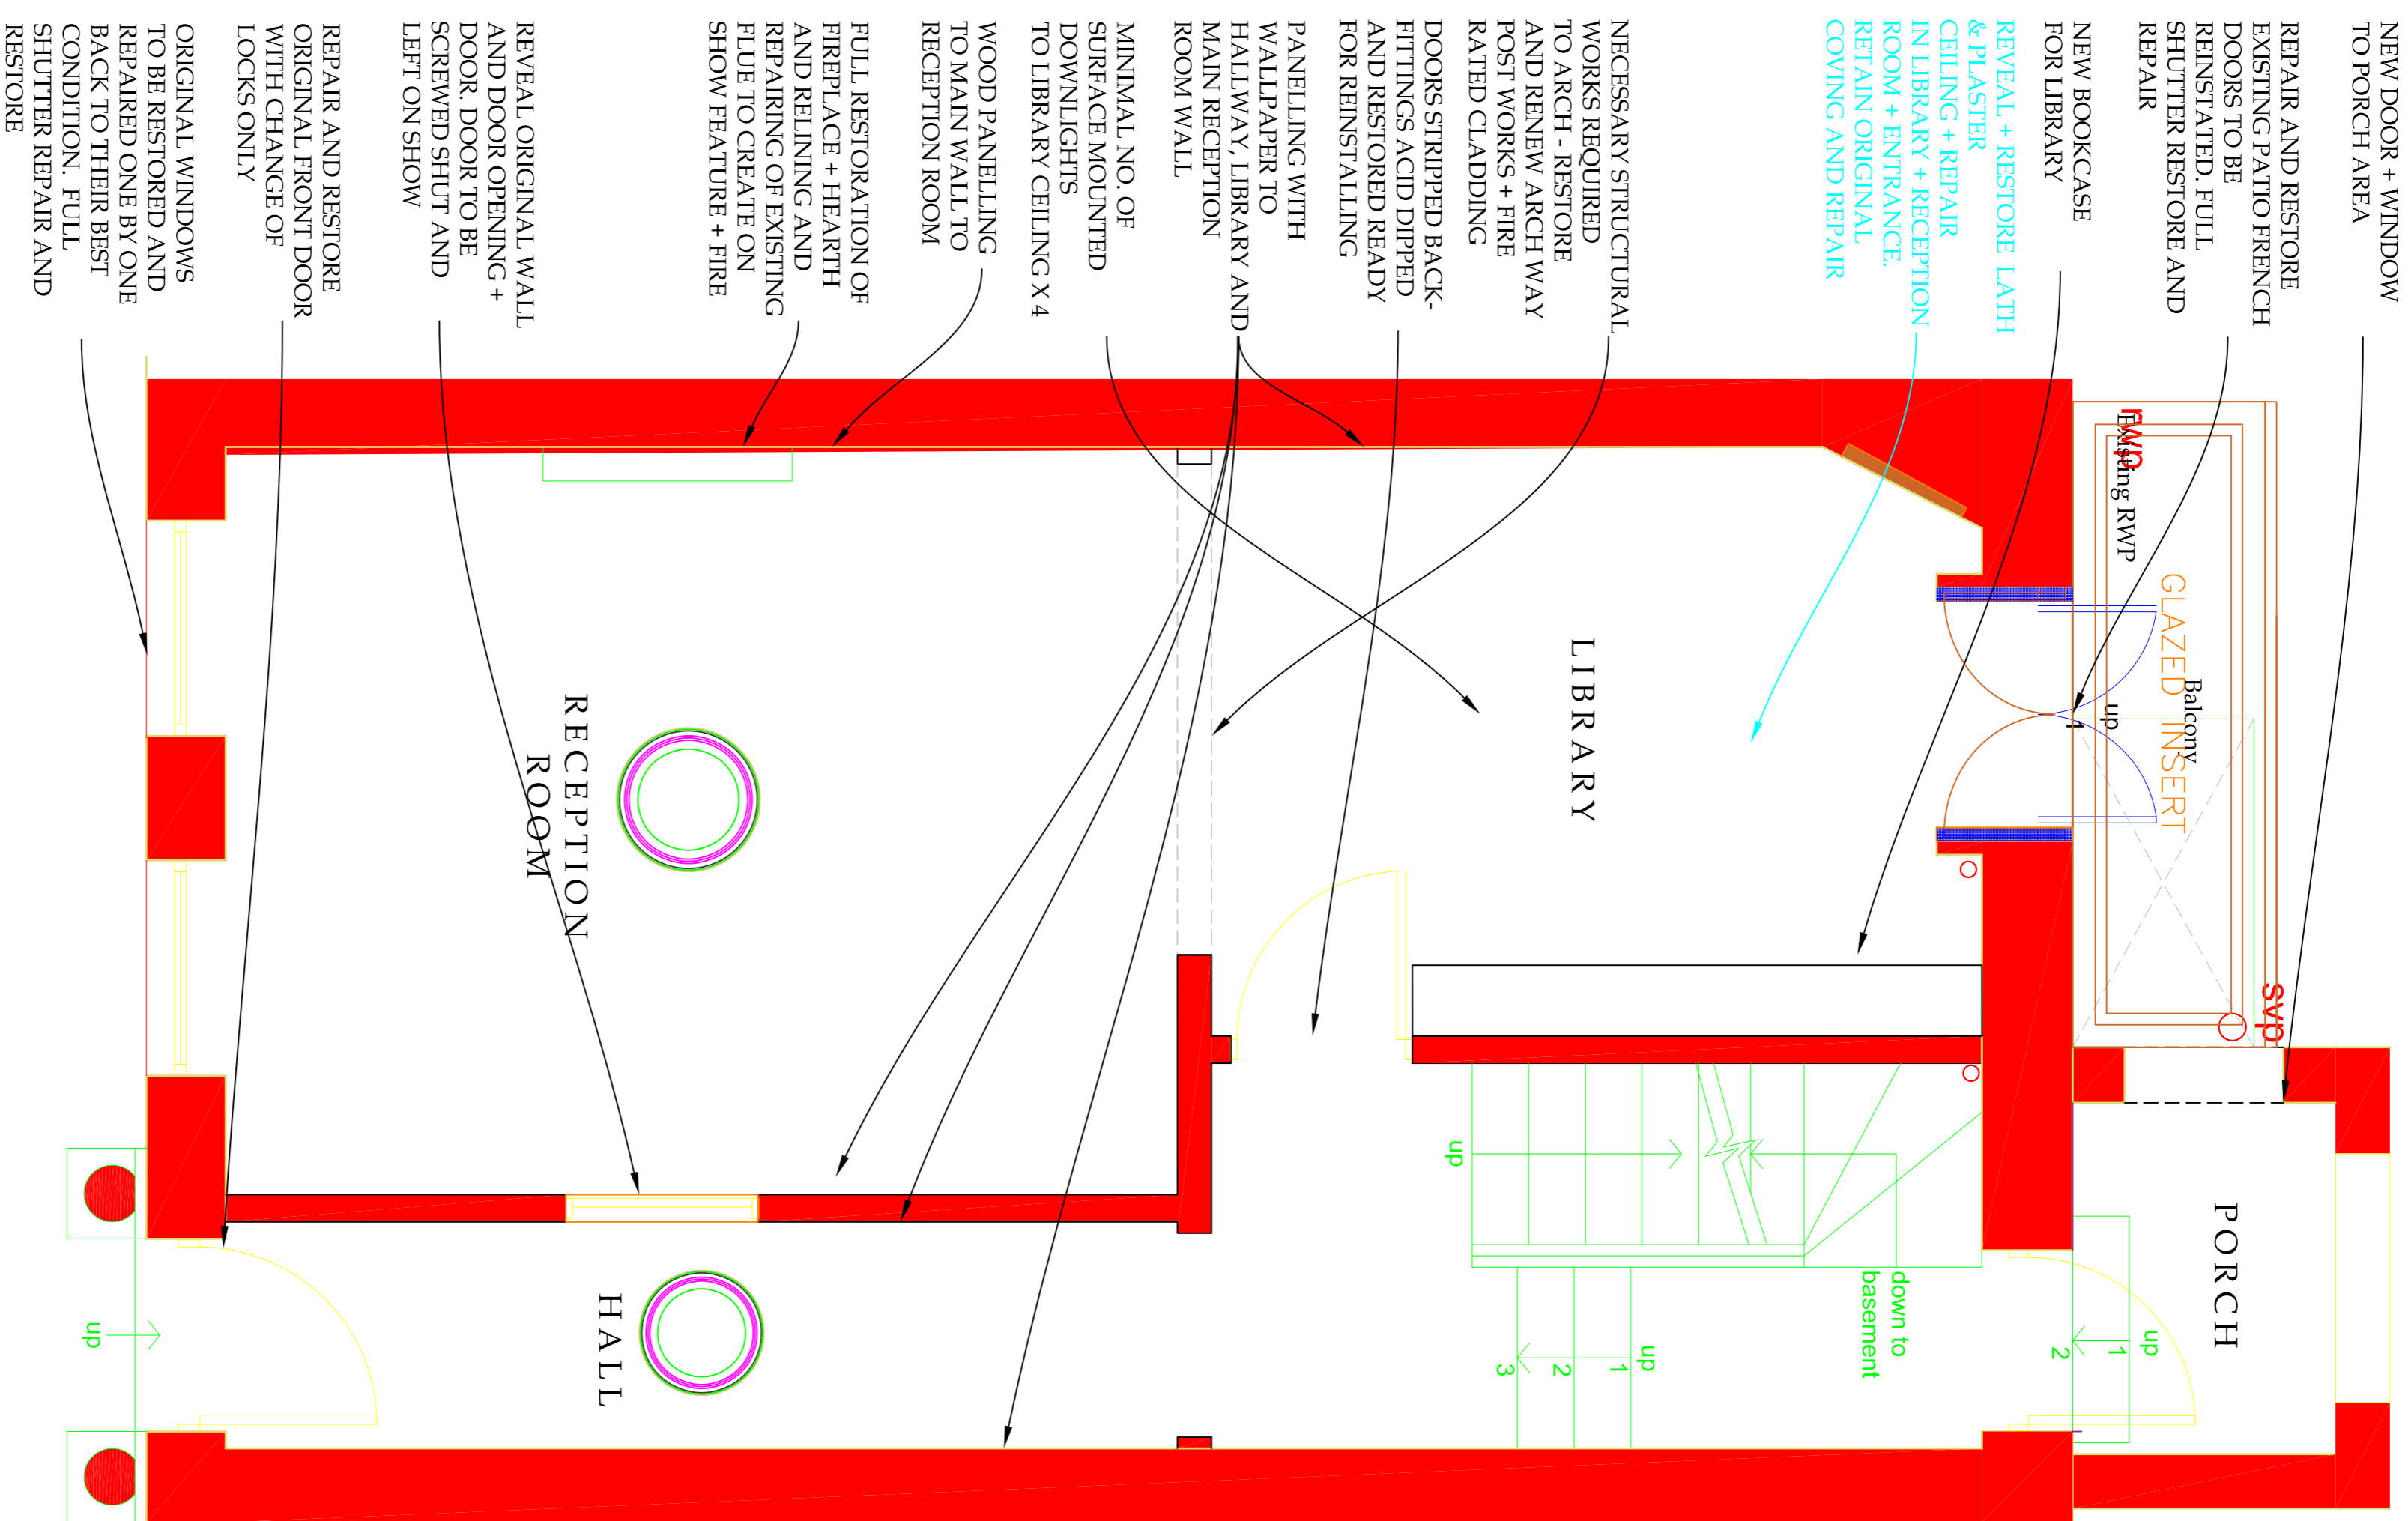 NEW DOOR + WINDOW
TO PORCH AREA
REPAIR AND RESTORE
EXISTING PATIO FRENCH
DOORS TO BE
REINSTATED. FULL
SHUTTER RESTORE AND
REPAIR
NEW BOOKCASE
FOR LIBRARY
REVEAL + RESTORE LATH
& PLASTER
CEILING + REPAIR
IN LIBRARY + RECEPTION
ROOM + ENTRANCE.
RETAIN ORIGINAL
COVING AND REPAIR
NECESSARY STRUCTURAL
WORKS REQUIRED
TO ARCH - RESTORE
AND RENEW ARCH WAY
POST WORKS + FIRE
RATED CLADDING
DOORS STRIPPED BACK-
FITTINGS ACID DIPPED
AND RESTORED READY
FOR REINSTALLING
PANELLING WITH
WALLPAPER TO
HALLWAY, LIBRARY AND
MAIN RECEPTION
ROOM WALL
MINIMAL NO. OF
SURFACE MOUNTED
DOWNLIGHTS
TO LIBRARY CEILING X 4
WOOD PANELLING
TO MAIN WALL TO
RECEPTION ROOM
FULL RESTORATION OF
FIREPLACE + HEARTH
AND RELINING AND
REPAIRING OF EXISTING
FLUE TO CREATE ON
SHOW FEATURE + FIRE
REVEAL ORIGINAL WALL
AND DOOR OPENING +
DOOR. DOOR TO BE
SCREWED SHUT AND
LEFT ON SHOW
REPAIR AND RESTORE
ORIGINAL FRONT DOOR
WITH CHANGE OF
LOCKS ONLY
ORIGINAL WINDOWS
TO BE RESTORED AND
REPAIRED ONE BY ONE
BACK TO THEIR BEST
CONDITION. FULL
SHUTTER REPAIR AND
RESTORE
rwp
Existing RWP
GLAZED INSERT
Balcony
up
1
svp
LIBRARY
RECEPTION
ROOM
up
down to
basement
PORCH
up
1
2
up
1
2
3
HALL
up